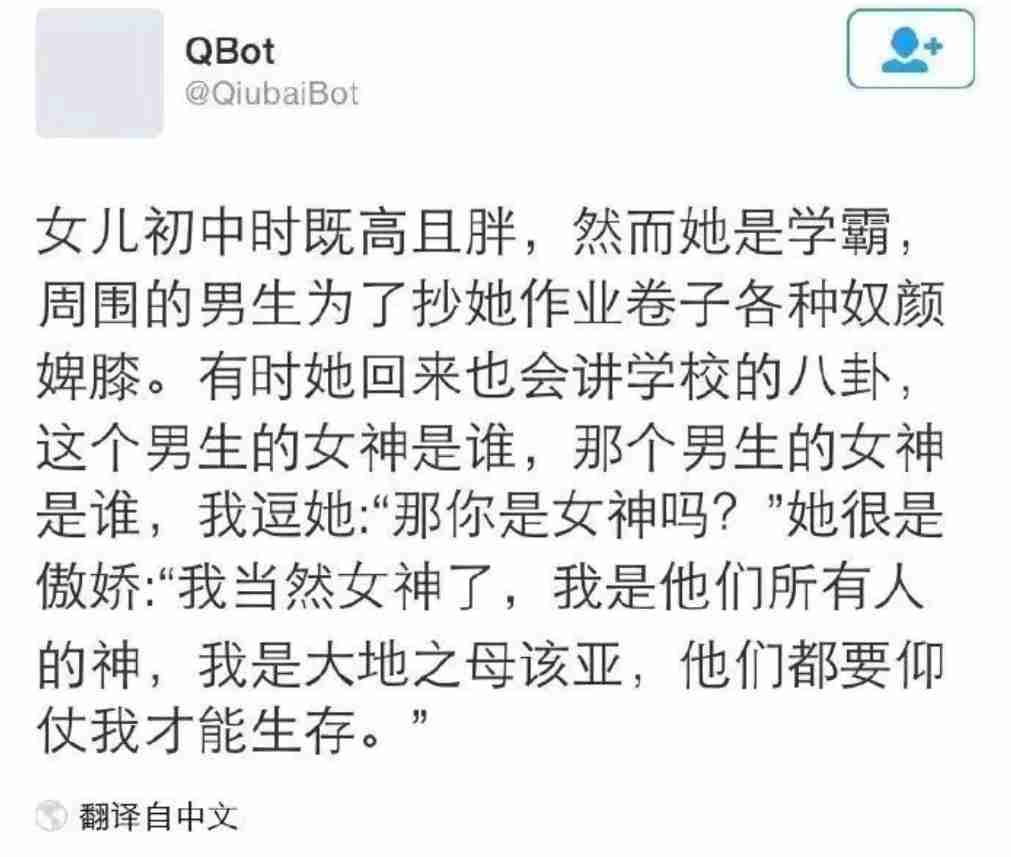 QBot
@QiubaiBot
女儿初中时既高且胖，然而她是学霸，
周围的男生为了抄她作业卷子各种奴颜
婢膝。有时她回来也会讲学校的八卦，
这个男生的女神是谁，那个男生的女神
是谁，我逗她:“那你是女神吗？”她很是
傲娇:“我当然女神了，我是他们所有人
的神，我是大地之母该亚，他们都要仰
仗我才能生存。”
翻译自中文